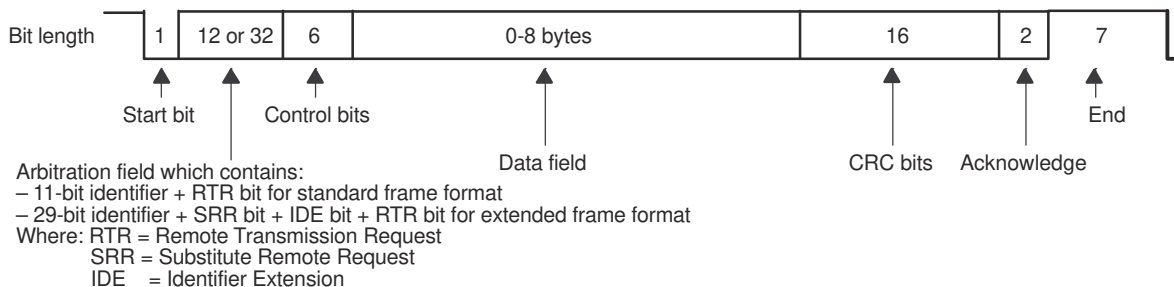 Bit length 1 12 or 32 6 0-8 bytes 16 2 7
Start bit Control bits End
Data field CRC bits Acknowledge
Arbitration field which contains:
– 11-bit identifier + RTR bit for standard frame format
– 29-bit identifier + SRR bit + IDE bit + RTR bit for extended frame format
Where: RTR = Remote Transmission Request
SRR = Substitute Remote Request
IDE = Identifier Extension